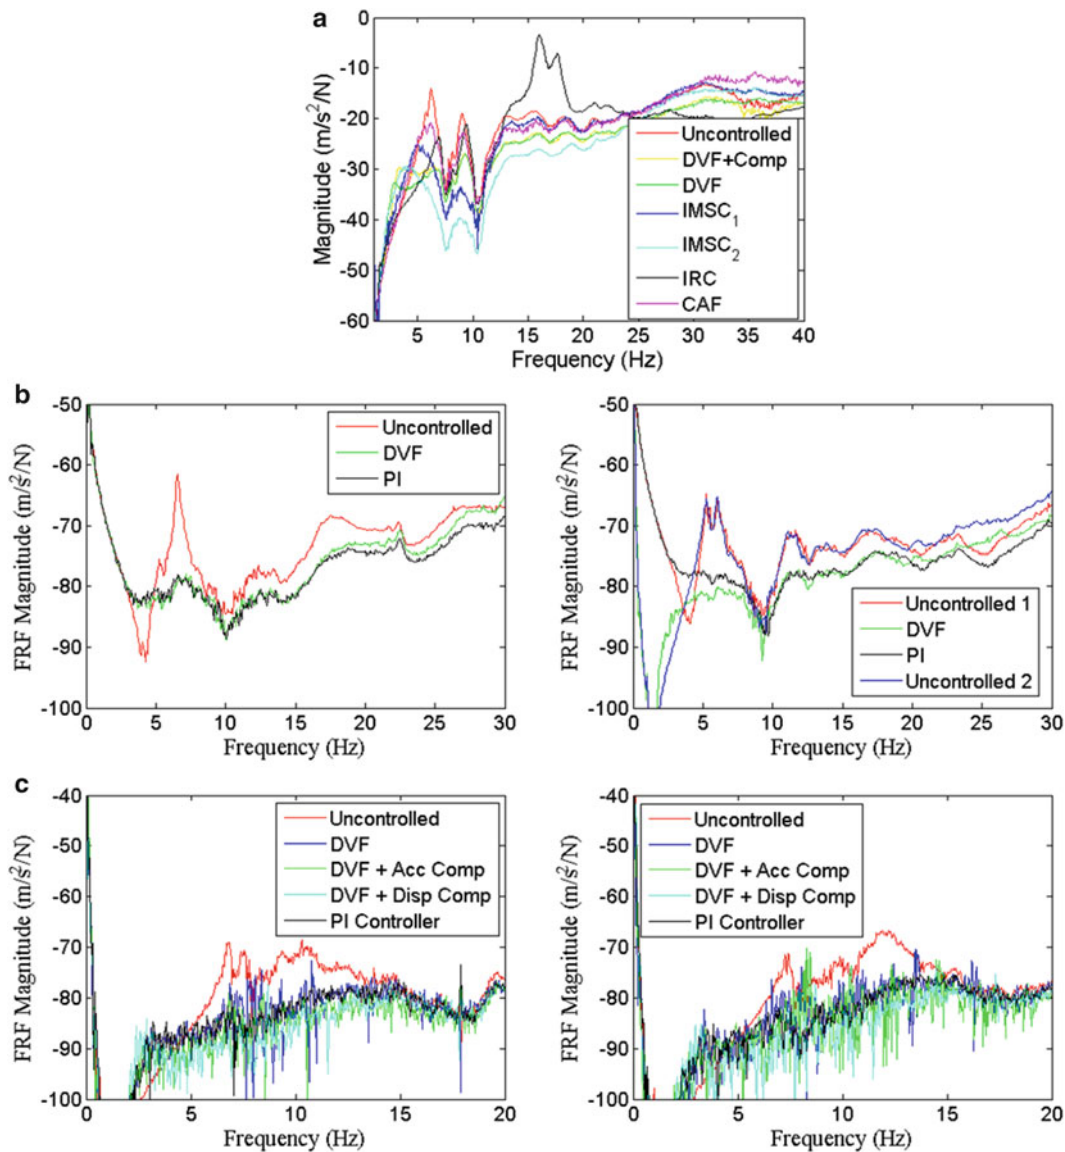 a
0
-10
-20
-30
-40
-50
-60
Magnitude (m/s²/N)
Uncontrolled
DVF+Comp
DVF
IMSC1
IMSC2
IRC
CAF
5 10 15 20 25 30 35 40
Frequency (Hz)
b
-50
-60
-70
-80
-90
-100
FRF Magnitude (m/s²/N)
Uncontrolled
DVF
PI
0 5 10 15 20 25 30
Frequency (Hz)
-50
-60
-70
-80
-90
-100
FRF Magnitude (m/s²/N)
Uncontrolled 1
DVF
PI
Uncontrolled 2
0 5 10 15 20 25 30
Frequency (Hz)
c
-40
-50
-60
-70
-80
-90
-100
FRF Magnitude (m/s²/N)
Uncontrolled
DVF
DVF + Acc Comp
DVF + Disp Comp
PI Controller
0 5 10 15 20
Frequency (Hz)
-40
-50
-60
-70
-80
-90
-100
FRF Magnitude (m/s²/N)
Uncontrolled
DVF
DVF + Acc Comp
DVF + Disp Comp
PI Controller
0 5 10 15 20
Frequency (Hz)